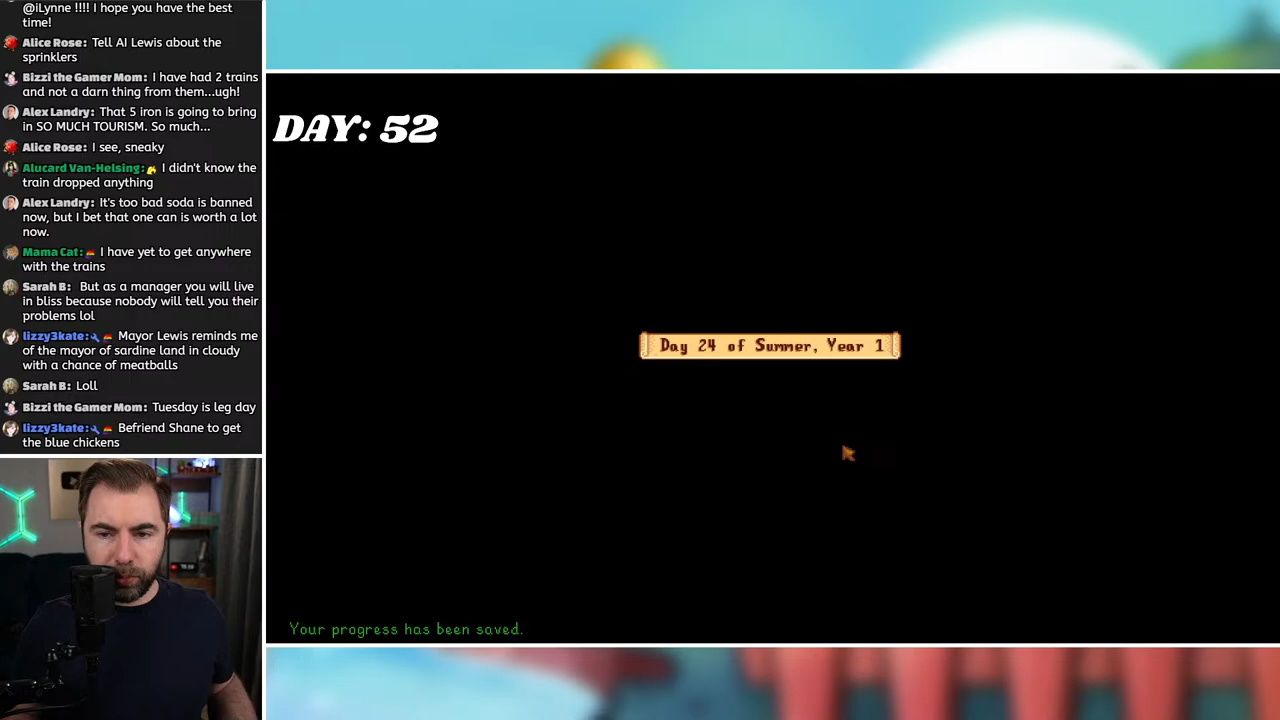 @iLynne !!!! I hope you have the best
time!
Alice Rose: Tell AI Lewis about the
sprinklers
Bizzi the Gamer Mom: I have had 2 trains
and not a darn thing from them...ugh!
Alex Landry: That 5 iron is going to bring
in SO MUCH TOURISM. So much...
Alice Rose: I see, sneaky
Alucard Van-Helsing: I didn't know the
train dropped anything
Alex Landry: It's too bad soda is banned
now, but I bet that one can is worth a lot
now.
Mama Cat: I have yet to get anywhere
with the trains
Sarah B: But as a manager you will live
in bliss because nobody will tell you their
problems lol
lizzy3kate: Mayor Lewis reminds me
of the mayor of sardine land in cloudy
with a chance of meatballs
Sarah B: Loll
Bizzi the Gamer Mom: Tuesday is leg day
lizzy3kate: Befriend Shane to get
the blue chickens
DAY: 52
Day 24 of Summer, Year 1
Your progress has been saved.